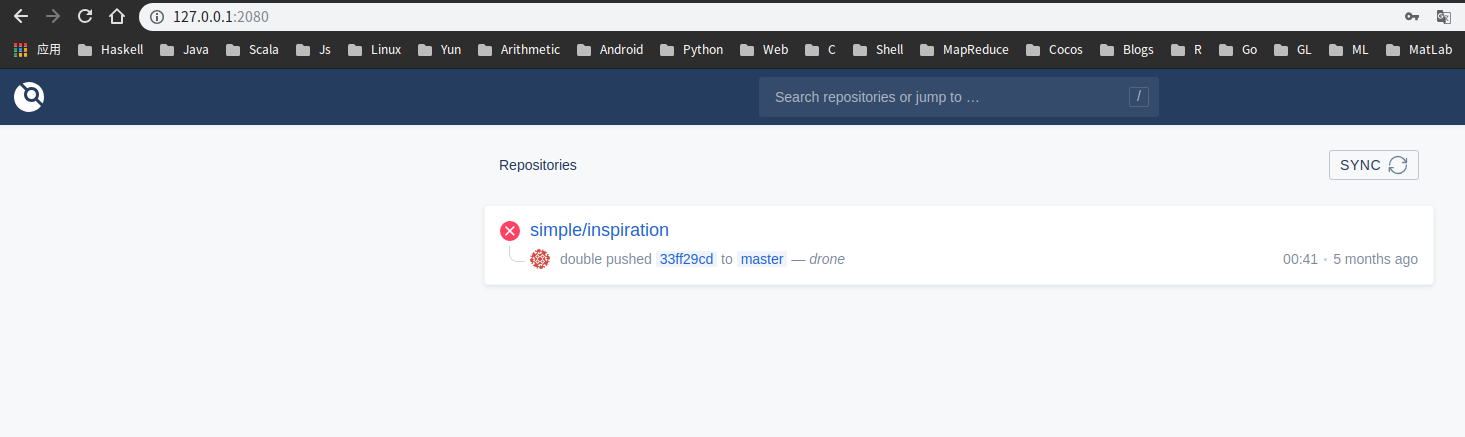 127.0.0.1:2080
应用 Haskell Java Scala Js Linux Yun Arithmetic Android Python Web C Shell MapReduce Cocos Blogs R Go GL ML MatLab
Search repositories or jump to … /
Repositories SYNC
simple/inspiration
double pushed 33ff29cd to master — drone 00:41 • 5 months ago